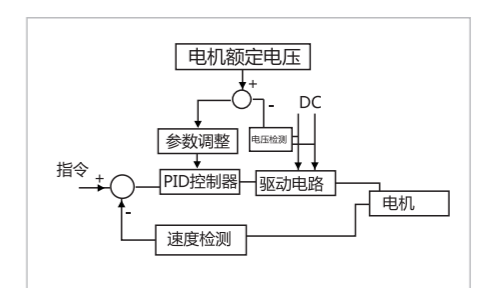 电机额定电压
+
-
DC
参数调整
电压检测
指令
+
PID控制器
驱动电路
电机
-
速度检测